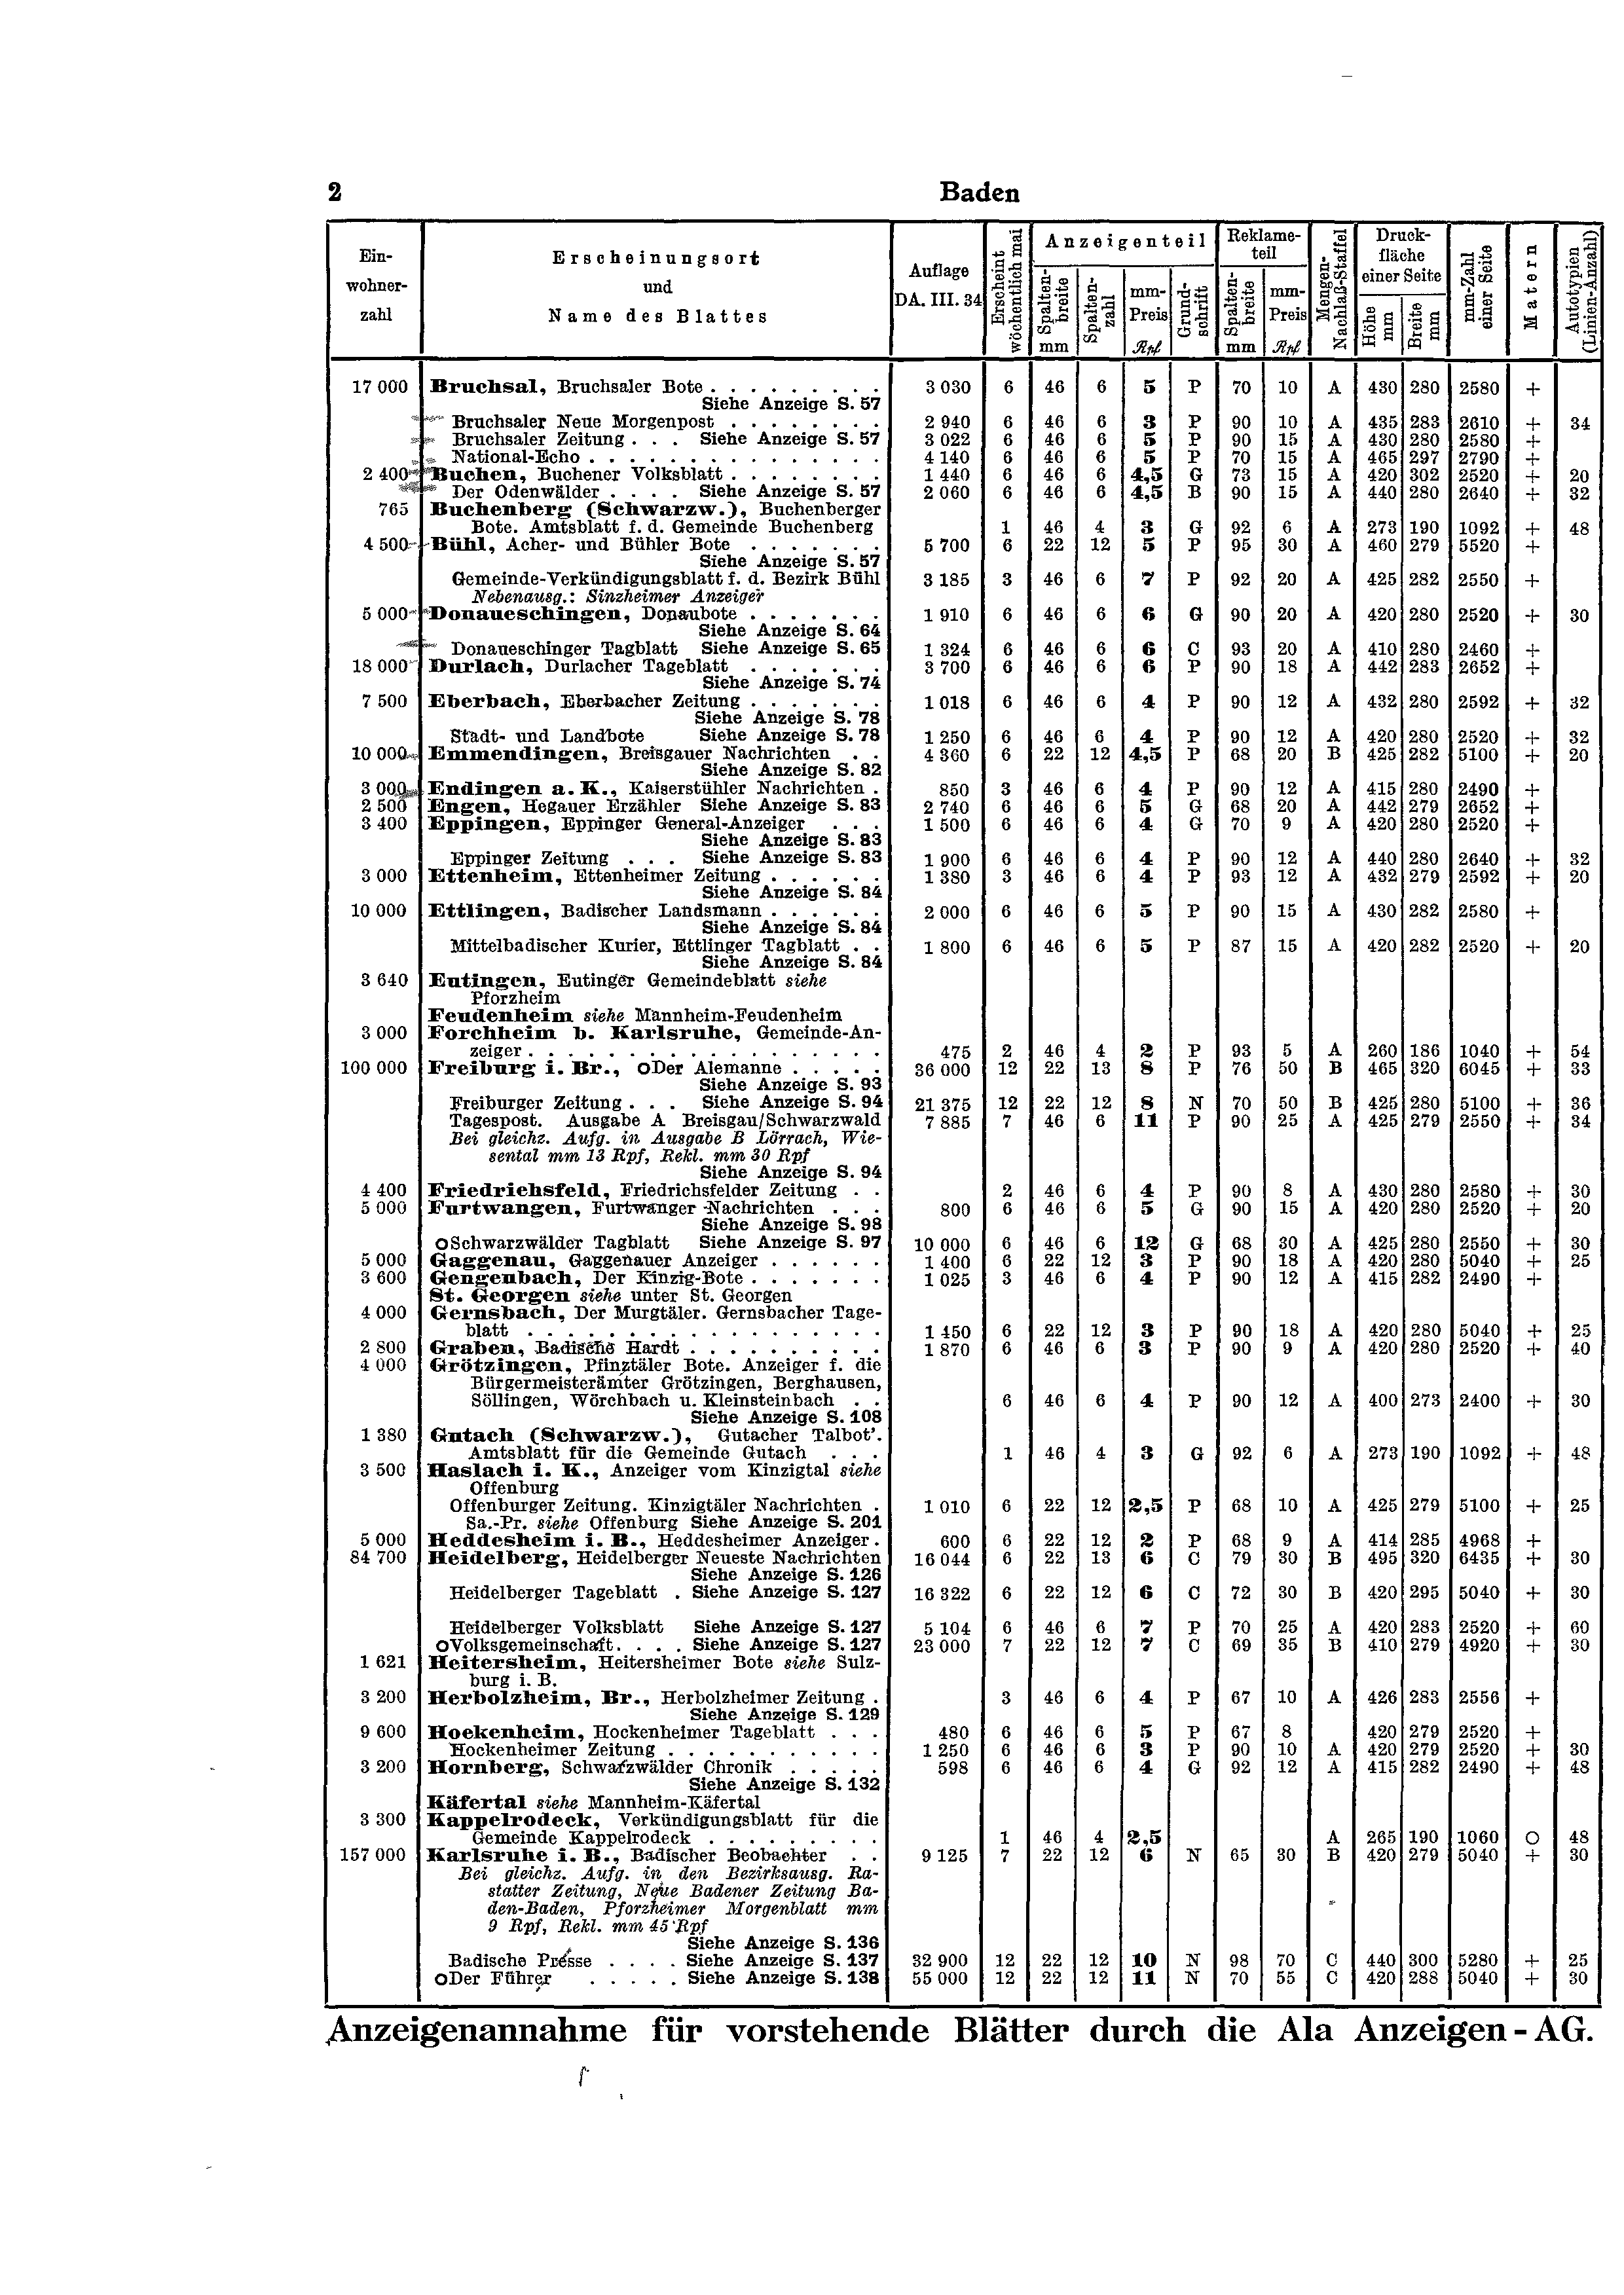 2
Baden
Ein-
wohner-
zahl
Erscheinungsort
und
Name des Blattes
Auflage
DA. III. 34
Erscheint
wöchentlich mal
Anzeigenteil
Spalten-
breite
mm
Spalten-
zahl
mm-
Preis
Rpf
Grund-
schrift
Reklame-
teil
Spalten-
breite
mm
mm-
Preis
Rpf
Mengen-
Nachlaß-Staffel
Druck-
fläche
einer Seite
Höhe
mm
Breite
mm
mm-Zahl
einer Seite
Matern
Autotypien
(Linien-Anzahl)
17 000 Bruchsal, Bruchsaler Bote . . . . . . . . . 3 030 6 46 6 5 P 70 10 A 430 280 2580 +
Siehe Anzeige S. 57
Bruchsaler Neue Morgenpost . . . . . . . . 2 940 6 46 6 3 P 90 10 A 435 283 2610 + 34
Bruchsaler Zeitung . . . Siehe Anzeige S. 57 3 022 6 46 6 5 P 90 15 A 430 280 2580 +
National-Echo . . . . . . . . . . . . . . . 4 140 6 46 6 5 P 70 15 A 465 297 2790 +
2 400 Buchen, Buchener Volksblatt . . . . . . . . 1 440 6 46 6 4,5 G 73 15 A 420 302 2520 + 20
Der Odenwälder . . . . Siehe Anzeige S. 57 2 060 6 46 6 4,5 B 90 15 A 440 280 2640 + 32
765 Buchenberg (Schwarzw.), Buchenberger
Bote. Amtsblatt f. d. Gemeinde Buchenberg 1 46 4 3 G 92 6 A 273 190 1092 + 48
4 500 Bühl, Acher- und Bühler Bote . . . . . . . 5 700 6 22 12 5 P 95 30 A 460 279 5520 +
Siehe Anzeige S. 57
Gemeinde-Verkündigungsblatt f. d. Bezirk Bühl 3 185 3 46 6 7 P 92 20 A 425 282 2550 +
Nebenausg.: Sinzheimer Anzeiger
5 000 Donaueschingen, Donaubote . . . . . . . 1 910 6 46 6 6 G 90 20 A 420 280 2520 + 30
Siehe Anzeige S. 64
Donaueschinger Tagblatt Siehe Anzeige S. 65 1 324 6 46 6 6 C 93 20 A 410 280 2460 +
18 000 Durlach, Durlacher Tageblatt . . . . . . . 3 700 6 46 6 6 P 90 18 A 442 283 2652 +
Siehe Anzeige S. 74
7 500 Eberbach, Eberbacher Zeitung . . . . . . . 1 018 6 46 6 4 P 90 12 A 432 280 2592 + 32
Siehe Anzeige S. 78
Stadt- und Landbote Siehe Anzeige S. 78 1 250 6 46 6 4 P 90 12 A 420 280 2520 + 32
10 000 Emmendingen, Breisgauer Nachrichten . . 4 360 6 22 12 4,5 P 68 20 B 425 282 5100 + 20
Siehe Anzeige S. 82
3 000 Endingen a. K., Kaiserstühler Nachrichten . 850 3 46 6 4 P 90 12 A 415 280 2490 +
2 500 Engen, Hegauer Erzähler Siehe Anzeige S. 83 2 740 6 46 6 5 G 68 20 A 442 279 2652 +
3 400 Eppingen, Eppinger General-Anzeiger . . . 1 500 6 46 6 4 G 70 9 A 420 280 2520 +
Siehe Anzeige S. 83
Eppinger Zeitung . . . Siehe Anzeige S. 83 1 900 6 46 6 4 P 90 12 A 440 280 2640 + 32
3 000 Ettenheim, Ettenheimer Zeitung . . . . . . 1 380 3 46 6 4 P 93 12 A 432 279 2592 + 20
Siehe Anzeige S. 84
10 000 Ettlingen, Badischer Landsmann . . . . . . 2 000 6 46 6 5 P 90 15 A 430 282 2580 +
Siehe Anzeige S. 84
Mittelbadischer Kurier, Ettlinger Tagblatt . . 1 800 6 46 6 5 P 87 15 A 420 282 2520 + 20
Siehe Anzeige S. 84
3 640 Eutingen, Eutinger Gemeindeblatt siehe
Pforzheim
Feudenheim siehe Mannheim-Feudenheim
3 000 Forchheim b. Karlsruhe, Gemeinde-An-
zeiger . . . . . . . . . . . . . . . . . . 475 2 46 4 2 P 93 5 A 260 186 1040 + 54
100 000 Freiburg i. Br., ODer Alemanne . . . . . 36 000 12 22 13 8 P 76 50 B 465 320 6045 + 33
Siehe Anzeige S. 93
Freiburger Zeitung . . . Siehe Anzeige S. 94 21 375 12 22 12 8 N 70 50 B 425 280 5100 + 36
Tagespost. Ausgabe A Breisgau/Schwarzwald 7 885 7 46 6 11 P 90 25 A 425 279 2550 + 34
Bei gleichz. Aufg. in Ausgabe B Lörrach, Wie-
sental mm 13 Rpf, Rekl. mm 30 Rpf
Siehe Anzeige S. 94
4 400 Friedrichsfeld, Friedrichsfelder Zeitung . . 2 46 6 4 P 90 8 A 430 280 2580 + 30
5 000 Furtwangen, Furtwanger Nachrichten . . . 800 6 46 6 5 G 90 15 A 420 280 2520 + 20
Siehe Anzeige S. 98
OSchwarzwälder Tagblatt Siehe Anzeige S. 97 10 000 6 46 6 12 G 68 30 A 425 280 2550 + 30
5 000 Gaggenau, Gaggenauer Anzeiger . . . . . . 1 400 6 22 12 3 P 90 18 A 420 280 5040 + 25
3 600 Gengenbach, Der Kinzig-Bote . . . . . . . 1 025 3 46 6 4 P 90 12 A 415 282 2490 +
St. Georgen siehe unter St. Georgen
4 000 Gernsbach, Der Murgtäler. Gernsbacher Tage-
blatt . . . . . . . . . . . . . . . . . . 1 450 6 22 12 3 P 90 18 A 420 280 5040 + 25
2 800 Graben, Badische Hardt . . . . . . . . . . 1 870 6 46 6 3 P 90 9 A 420 280 2520 + 40
4 000 Grötzingen, Pfinztäler Bote. Anzeiger f. die
Bürgermeisterämter Grötzingen, Berghausen,
Söllingen, Wörchbach u. Kleinsteinbach . . 6 46 6 4 P 90 12 A 400 273 2400 + 30
Siehe Anzeige S. 108
1 380 Gutach (Schwarzw.), Gutacher Talbot'.
Amtsblatt für die Gemeinde Gutach . . . 1 46 4 3 G 92 6 A 273 190 1092 + 48
3 500 Haslach i. K., Anzeiger vom Kinzigtal siehe
Offenburg
Offenburger Zeitung. Kinzigtäler Nachrichten . 1 010 6 22 12 2,5 P 68 10 A 425 279 5100 + 25
Sa.-Pr. siehe Offenburg Siehe Anzeige S. 201
5 000 Heddesheim i. B., Heddesheimer Anzeiger . 600 6 22 12 2 P 68 9 A 414 285 4968 +
84 700 Heidelberg, Heidelberger Neueste Nachrichten 16 044 6 22 13 6 C 79 30 B 495 320 6435 + 30
Siehe Anzeige S. 126
Heidelberger Tageblatt . Siehe Anzeige S. 127 16 322 6 22 12 6 C 72 30 B 420 295 5040 + 30
Heidelberger Volksblatt Siehe Anzeige S. 127 5 104 6 46 6 7 P 70 25 A 420 283 2520 + 60
OVolksgemeinschaft . . . . Siehe Anzeige S. 127 23 000 7 22 12 7 C 69 35 B 410 279 4920 + 30
1 621 Heitersheim, Heitersheimer Bote siehe Sulz-
burg i. B.
3 200 Herbolzheim, Br., Herbolzheimer Zeitung . 3 46 6 4 P 67 10 A 426 283 2556 +
Siehe Anzeige S. 129
9 600 Hockenheim, Hockenheimer Tageblatt . . . 480 6 46 6 5 P 67 8 420 279 2520 +
Hockenheimer Zeitung . . . . . . . . . . . 1 250 6 46 6 3 P 90 10 A 420 279 2520 + 30
3 200 Hornberg, Schwarzwälder Chronik . . . . . 598 6 46 6 4 G 92 12 A 415 282 2490 + 48
Siehe Anzeige S. 132
Käfertal siehe Mannheim-Käfertal
3 300 Kappelrodeck, Verkündigungsblatt für die
Gemeinde Kappelrodeck . . . . . . . . . 1 46 4 2,5 A 265 190 1060 O 48
157 000 Karlsruhe i. B., Badischer Beobachter . . 9 125 7 22 12 6 N 65 30 B 420 279 5040 + 30
Bei gleichz. Aufg. in den Bezirksausg. Ra-
statter Zeitung, Neue Badener Zeitung Ba-
den-Baden, Pforzheimer Morgenblatt mm
9 Rpf, Rekl. mm 45 Rpf
Siehe Anzeige S. 136
Badische Presse . . . . Siehe Anzeige S. 137 32 900 12 22 12 10 N 98 70 C 440 300 5280 + 25
ODer Führer . . . . . Siehe Anzeige S. 138 55 000 12 22 12 11 N 70 55 C 420 288 5040 + 30
Anzeigenannahme für vorstehende Blätter durch die Ala Anzeigen-AG.